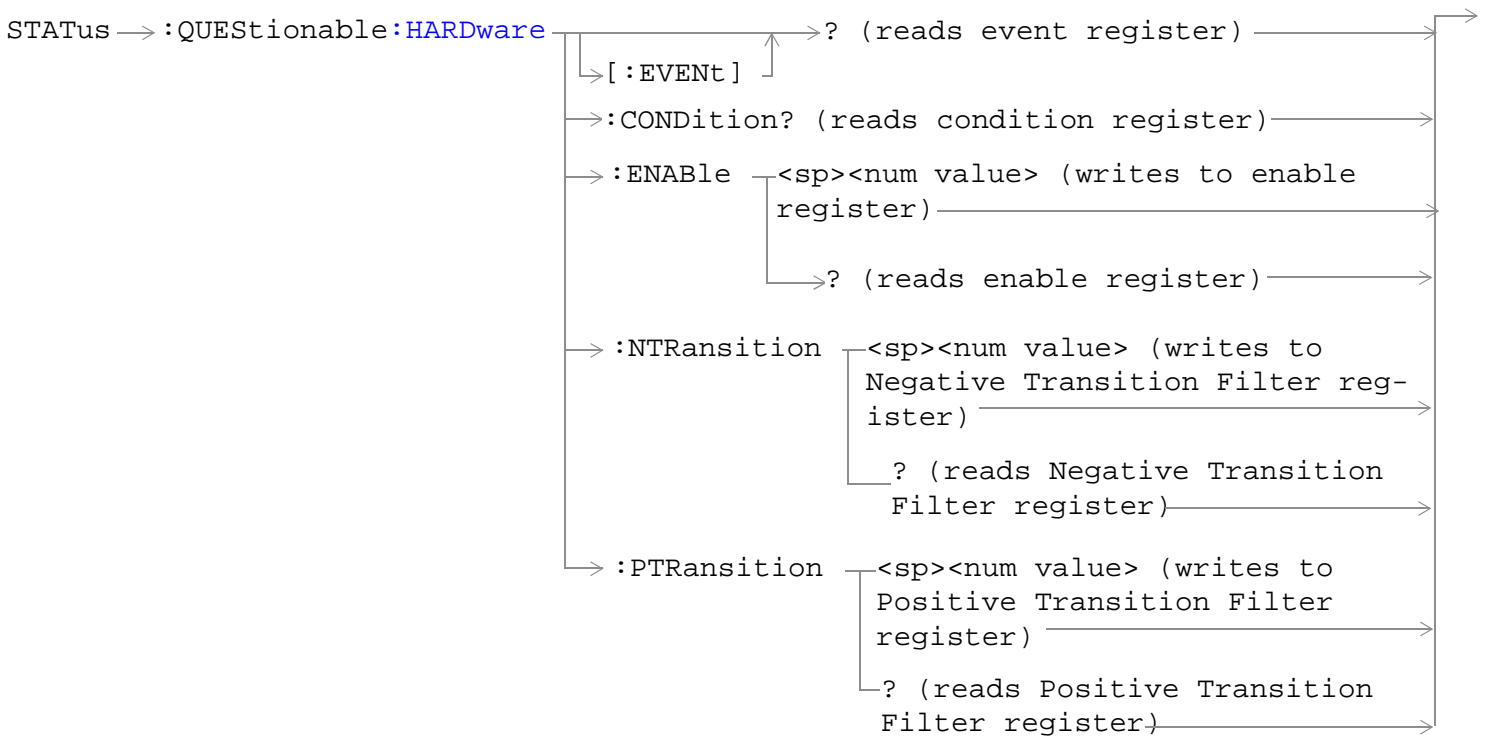 STATus :QUEStionable:HARDware ? (reads event register)
[:EVENt]
:CONDition? (reads condition register)
:ENABle <sp><num value> (writes to enable
register)
? (reads enable register)
:NTRansition <sp><num value> (writes to
Negative Transition Filter reg-
ister)
? (reads Negative Transition
Filter register)
:PTRansition <sp><num value> (writes to
Positive Transition Filter
register)
? (reads Positive Transition
Filter register)